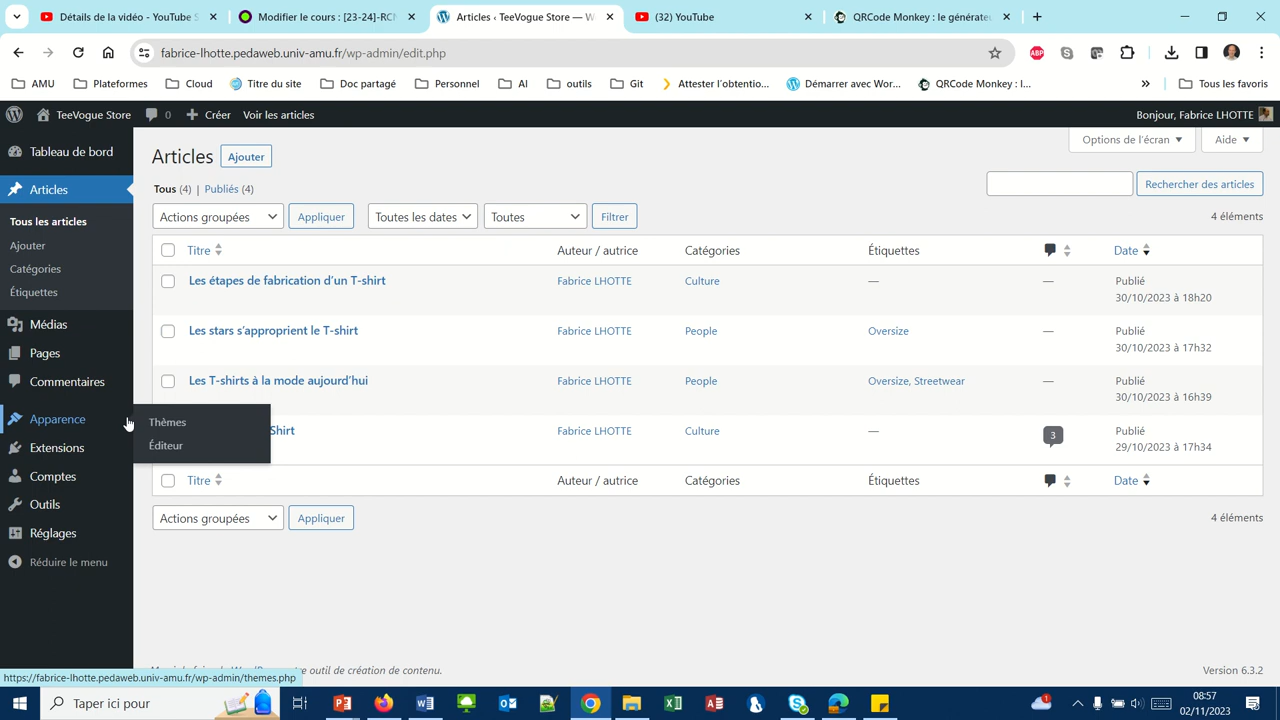 Détails de la vidéo - YouTube S
Modifier le cours : [23-24]-RCM
Articles ‹ TeeVogue Store — W
(32) YouTube
QRCode Monkey : le générateu
fabrice-lhotte.pedaweb.univ-amu.fr/wp-admin/edit.php
ABP
AMU
Plateformes
Cloud
Titre du site
Doc partagé
Personnel
AI
outils
Git
Attester l'obtentio...
Démarrer avec Wor...
QRCode Monkey : l...
»
Tous les favoris
TeeVogue Store
0
Créer
Voir les articles
Bonjour, Fabrice LHOTTE
Tableau de bord
Articles
Tous les articles
Ajouter
Catégories
Étiquettes
Médias
Pages
Commentaires
Apparence
Extensions
Comptes
Outils
Réglages
Réduire le menu
Thèmes
Éditeur
Options de l'écran
Aide
Articles
Ajouter
Tous (4) | Publiés (4)
Rechercher des articles
Actions groupées
Appliquer
Toutes les dates
Toutes
Filtrer
4 éléments
Titre
Auteur / autrice
Catégories
Étiquettes
Date
Les étapes de fabrication d'un T-shirt
Fabrice LHOTTE
Culture
—
—
Publié
30/10/2023 à 18h20
Les stars s'approprient le T-shirt
Fabrice LHOTTE
People
Oversize
—
Publié
30/10/2023 à 17h32
Les T-shirts à la mode aujourd'hui
Fabrice LHOTTE
People
Oversize, Streetwear
—
Publié
30/10/2023 à 16h39
Shirt
Fabrice LHOTTE
Culture
—
3
Publié
29/10/2023 à 17h34
Titre
Auteur / autrice
Catégories
Étiquettes
Date
Actions groupées
Appliquer
4 éléments
outil de création de contenu.
Version 6.3.2
https://fabrice-lhotte.pedaweb.univ-amu.fr/wp-admin/themes.php
Taper ici pour
1
08:57
02/11/2023